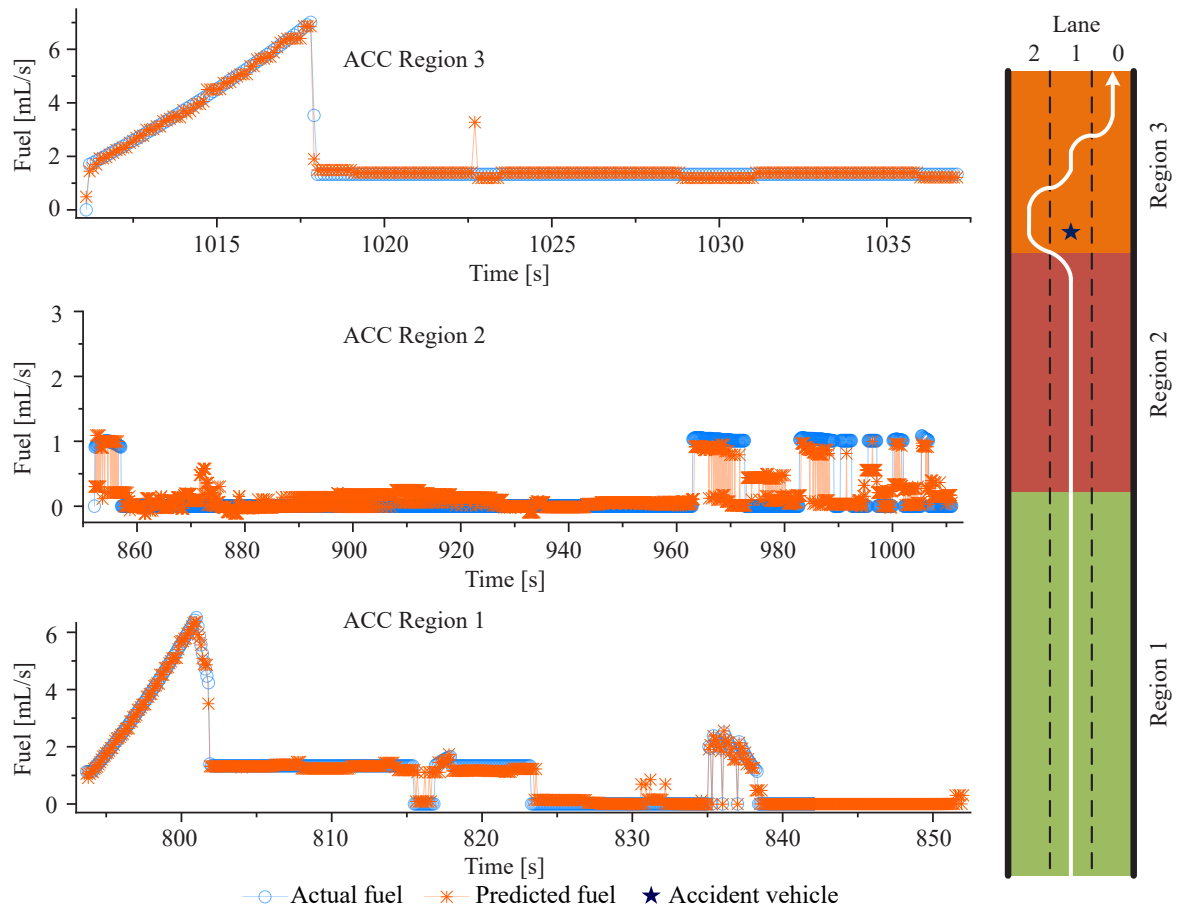 ACC Region 3
Fuel [mL/s]
6
4
2
0
1015 1020 1025 1030 1035
Time [s]
ACC Region 2
Fuel [mL/s]
3
2
1
0
860 880 900 920 940 960 980 1000
Time [s]
ACC Region 1
Fuel [mL/s]
6
4
2
0
800 810 820 830 840 850
Time [s]
Actual fuel Predicted fuel Accident vehicle
Lane
2 1 0
Region 3
Region 2
Region 1